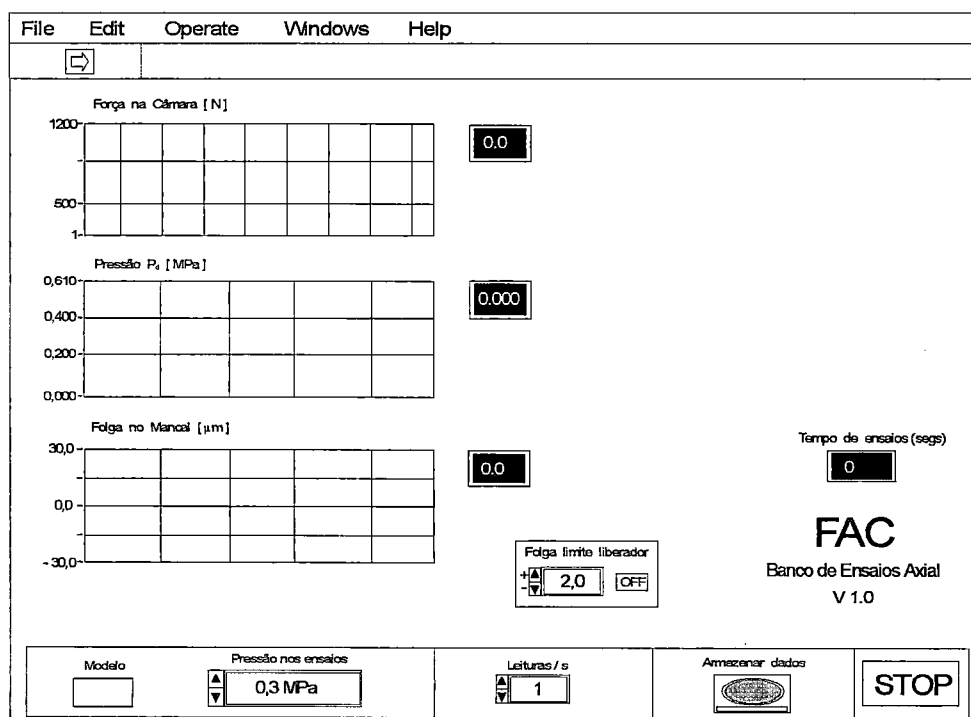 File Edit Operate Windows Help
Força na Câmara [N]
1200
500
1
0.0
Pressão P₄ [MPa]
0,610
0,400
0,200
0,000
0.000
Folga no Mancal [µm]
30,0
0,0
-30,0
0.0
Tempo de ensaios (segs)
0
FAC
Banco de Ensaios Axial
V 1.0
Folga limite liberador
+
-
2,0 OFF
Modelo
Pressão nos ensaios
0,3 MPa
Leituras / s
1
Armazenar dados
STOP